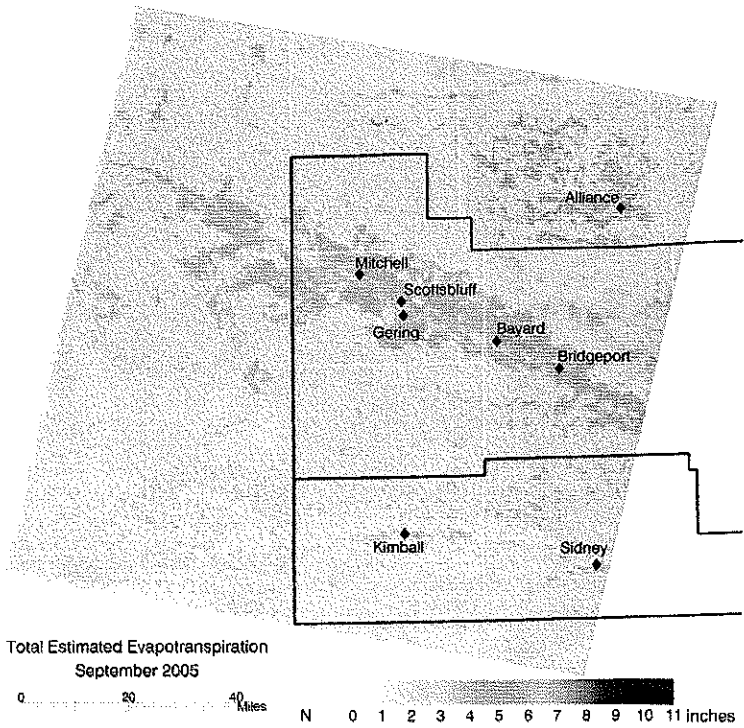 Alliance
Mitchell
Scottsbluff
Gering
Bayard
Bridgeport
Kimball
Sidney
Total Estimated Evapotranspiration
September 2005
0 20 40 Miles
N 0 1 2 3 4 5 6 7 8 9 10 11 inches